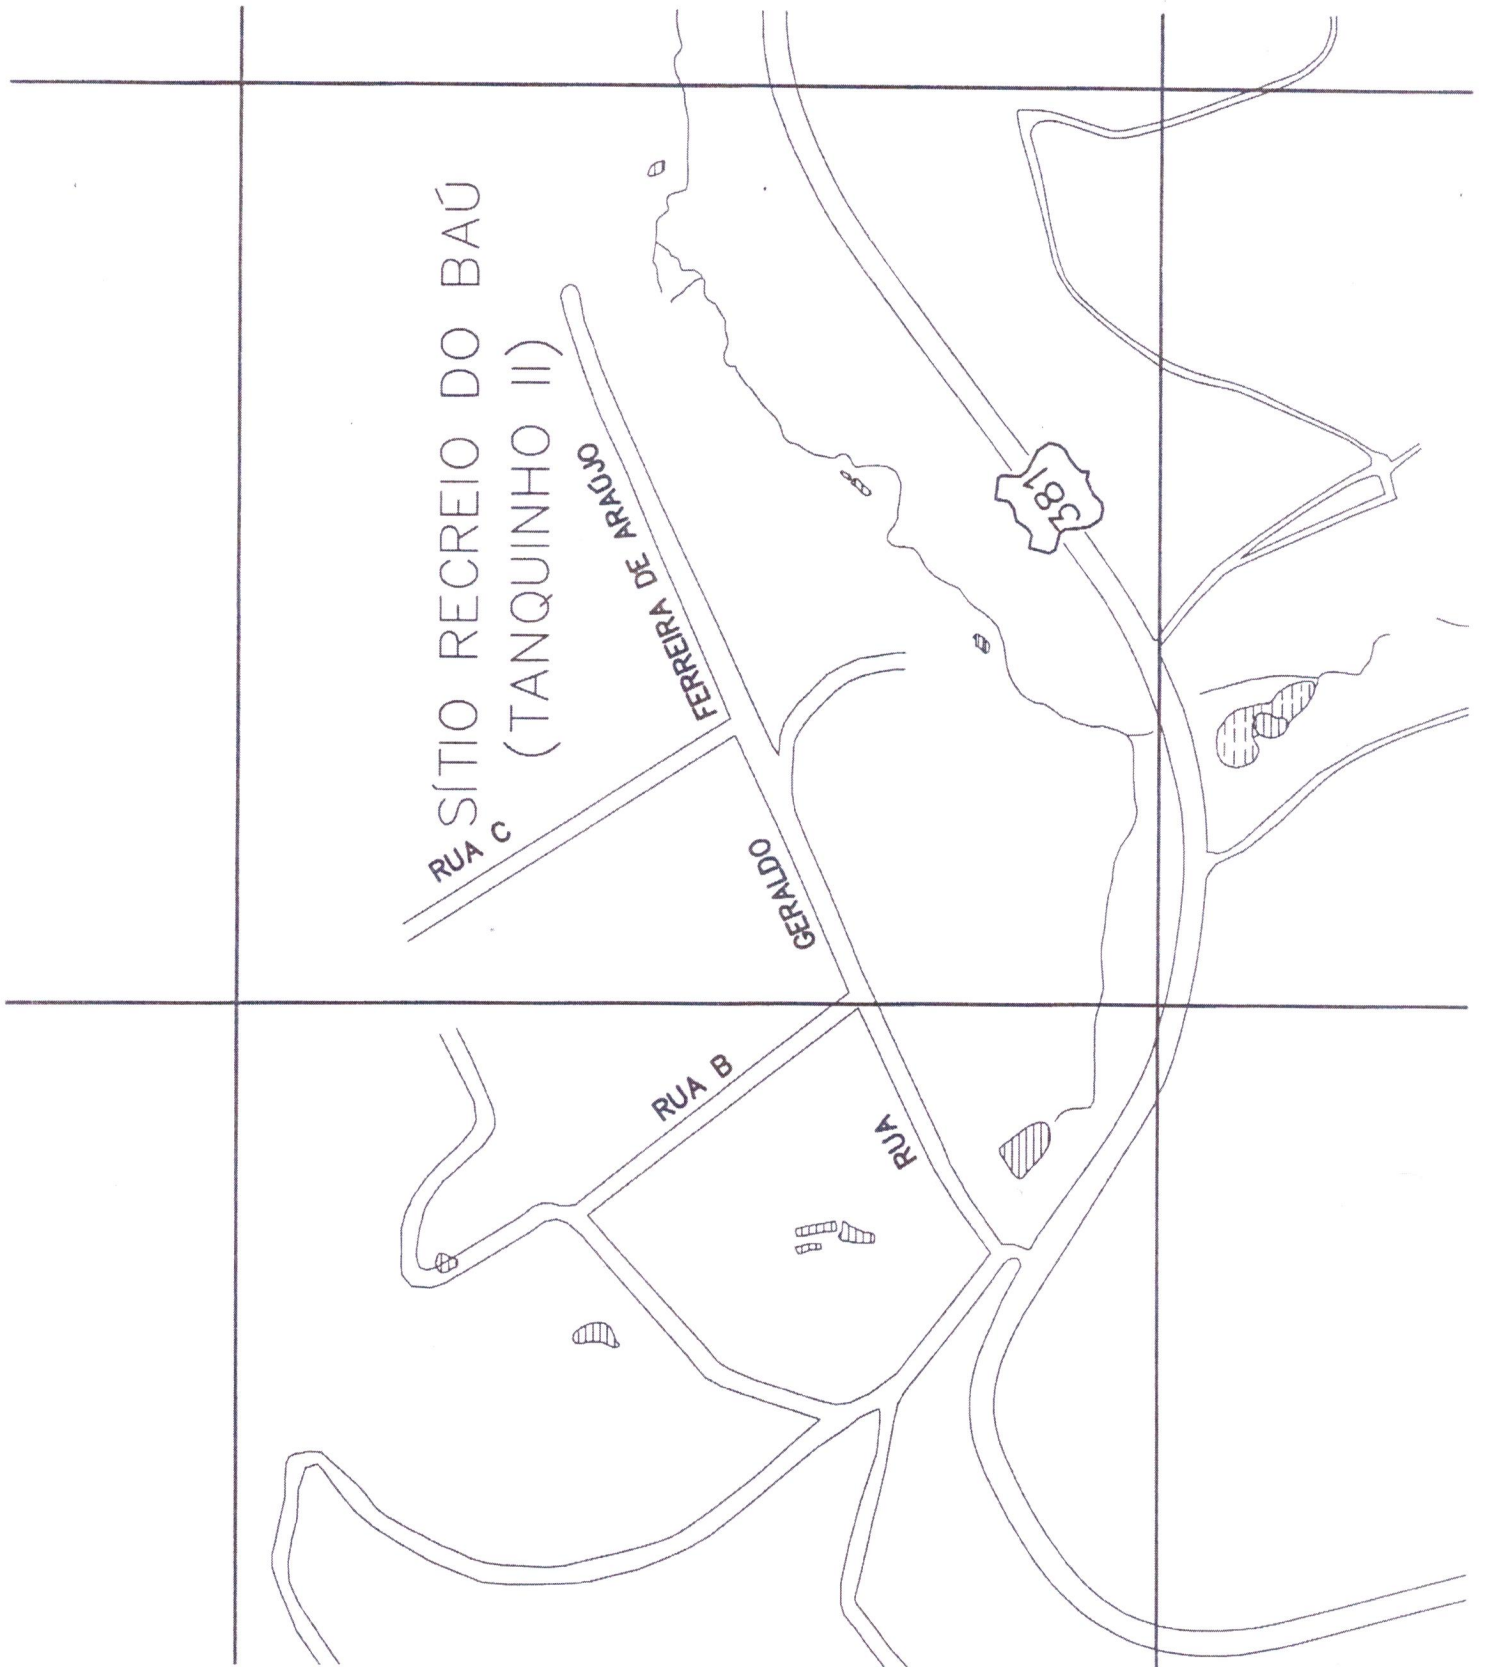 SÍTIO RECREIO DO BAÚ
(TANQUINHO II)
RUA GERALDO FERREIRA DE ARAÚJO
RUA C
RUA B
381